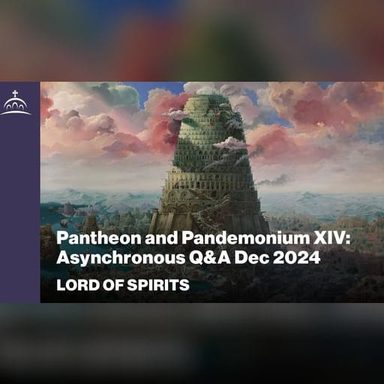 Pantheon and Pandemonium XIV:
Asynchronous Q&A Dec 2024
LORD OF SPIRITS